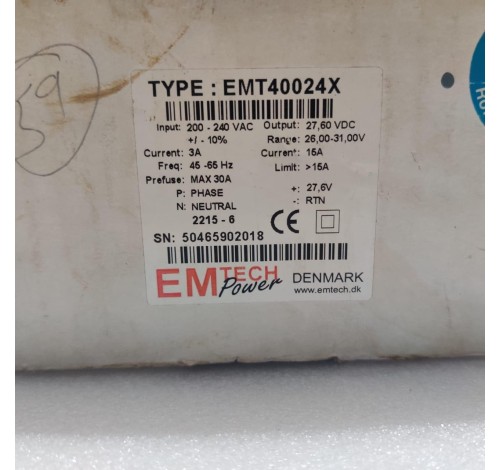 TYPE : EMT40024X
Input: 200 - 240 VAC Output: 27,60 VDC
+/- 10% Range: 26,00-31,00V
Current: 3A Current: 15A
Freq: 45 -65 Hz Limit: >15A
Prefuse: MAX 30A
P: PHASE +: 27,6V
N: NEUTRAL -: RTN
2215 - 6 CE
SN: 50465902018
EMTECH Power DENMARK
www.emtech.dk